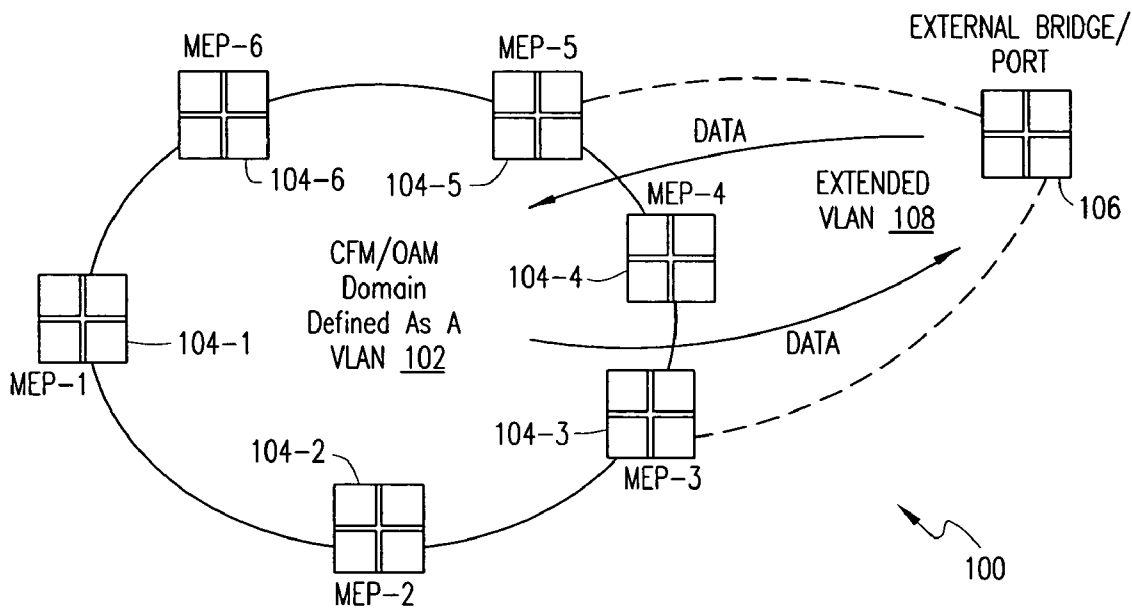 MEP-6
MEP-5
EXTERNAL BRIDGE/
PORT
DATA
104-6
104-5
MEP-4
EXTENDED
VLAN 108
106
CFM/OAM
Domain
Defined As A
VLAN 102
104-4
104-1
MEP-1
DATA
104-3
MEP-3
104-2
MEP-2
100